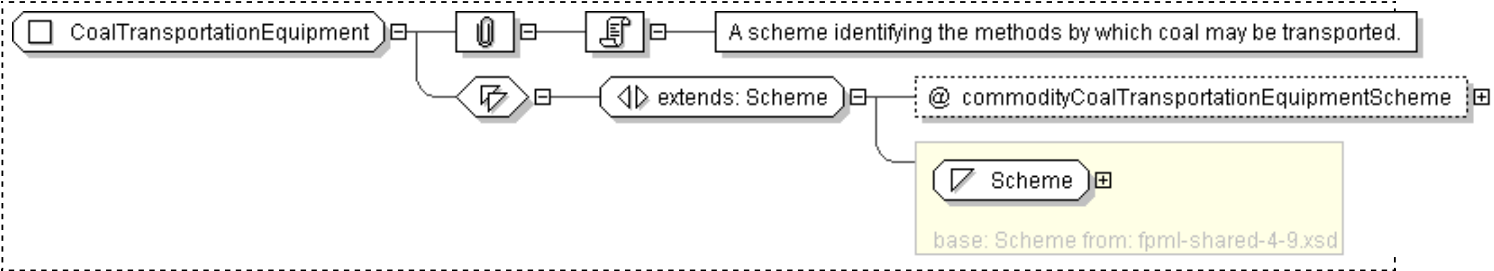 CoalTransportationEquipment
A scheme identifying the methods by which coal may be transported.
extends: Scheme
@ commodityCoalTransportationEquipmentScheme
Scheme
base: Scheme from: fpml-shared-4-9.xsd